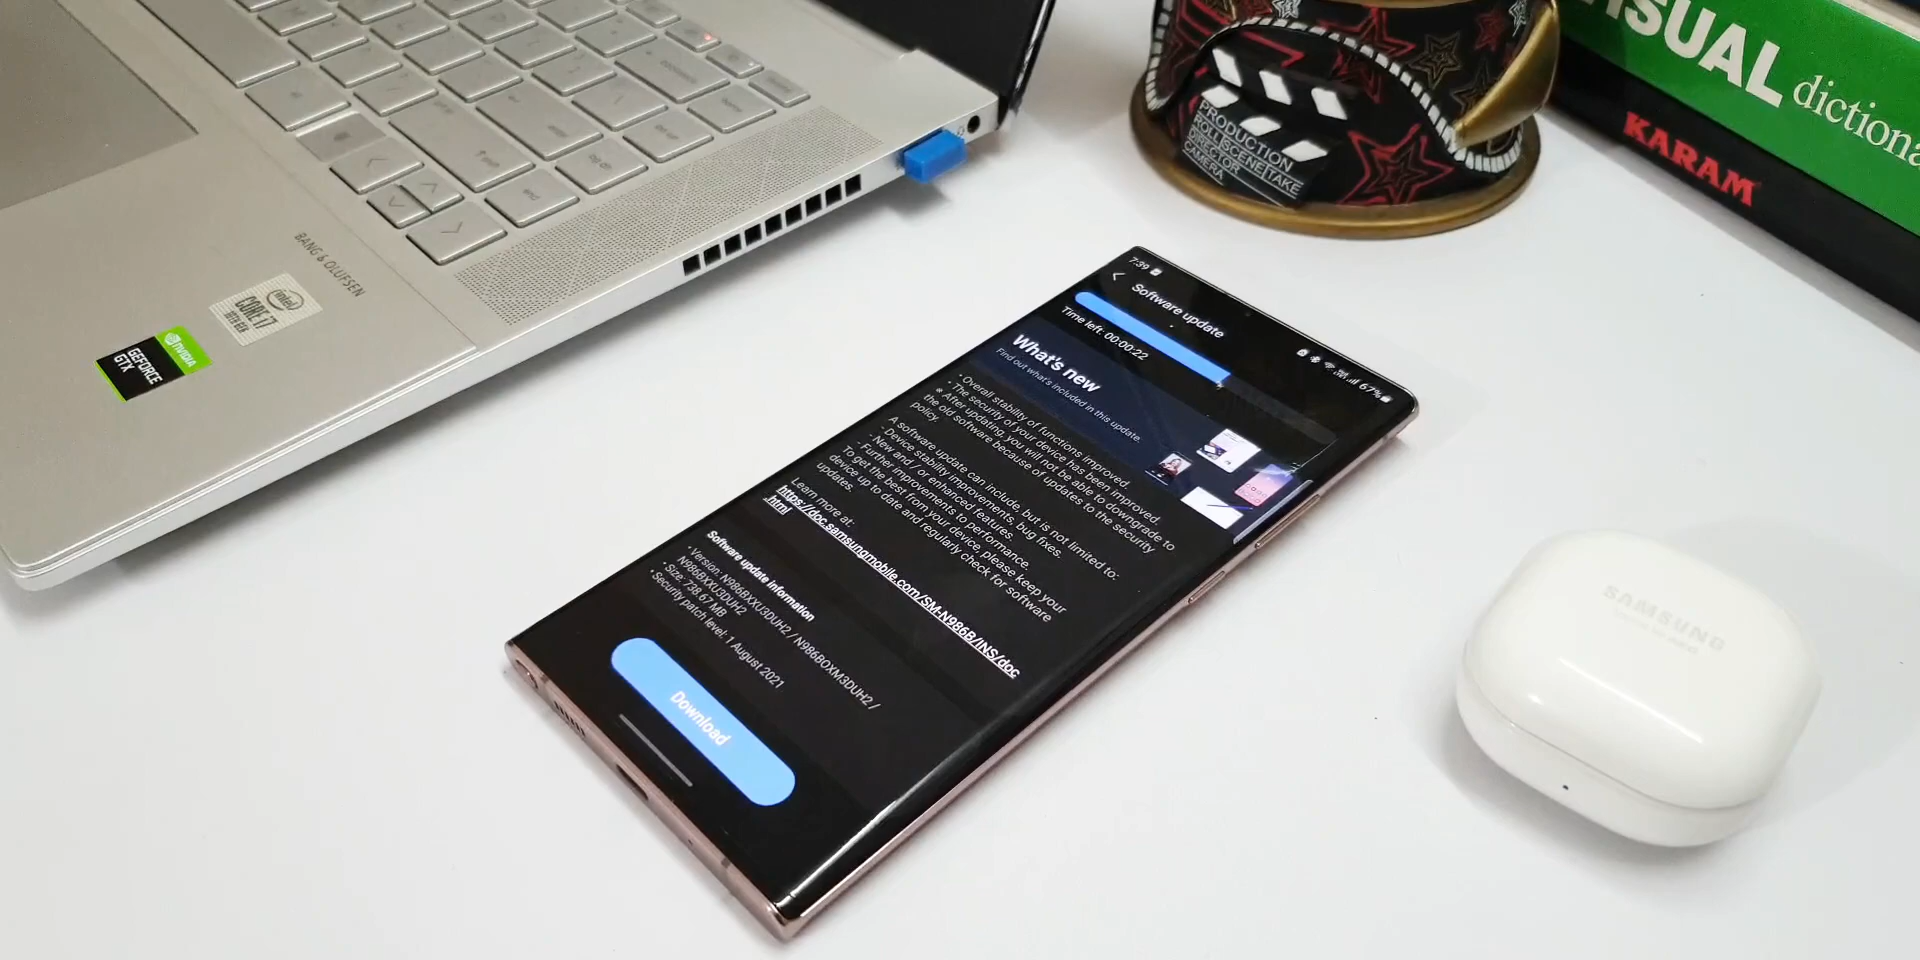 VISUAL
dictiona
KARAM
PRODUCTION
ROLL SCENE TAKE
DIRECTOR
CAMERA
BANG & OLUFSEN
intel
CORE i7
10TH GEN
NVIDIA
GEFORCE
GTX
7:39
67%
Software update
Time left: 00:00:22
What's new
Find out what's included in this update.
• Overall stability of functions improved.
• The security of your device has been improved.
※ After updating, you will not be able to downgrade to
the old software because of updates to the security
policy.
A software update can include, but is not limited to:
- Device stability improvements, bug fixes.
- New and / or enhanced features.
- Further improvements to performance.
To get the best from your device, please keep your
device up to date and regularly check for software
updates.
Learn more at:
https://doc.samsungmobile.com/SM-N986B/INS/doc
.html
Software update information
• Version: N986BXXU3DUH2 / N986BOXM3DUH2 /
N986BXXU3DUH2
• Size: 738.67 MB
• Security patch level: 1 August 2021
Download
SAMSUNG